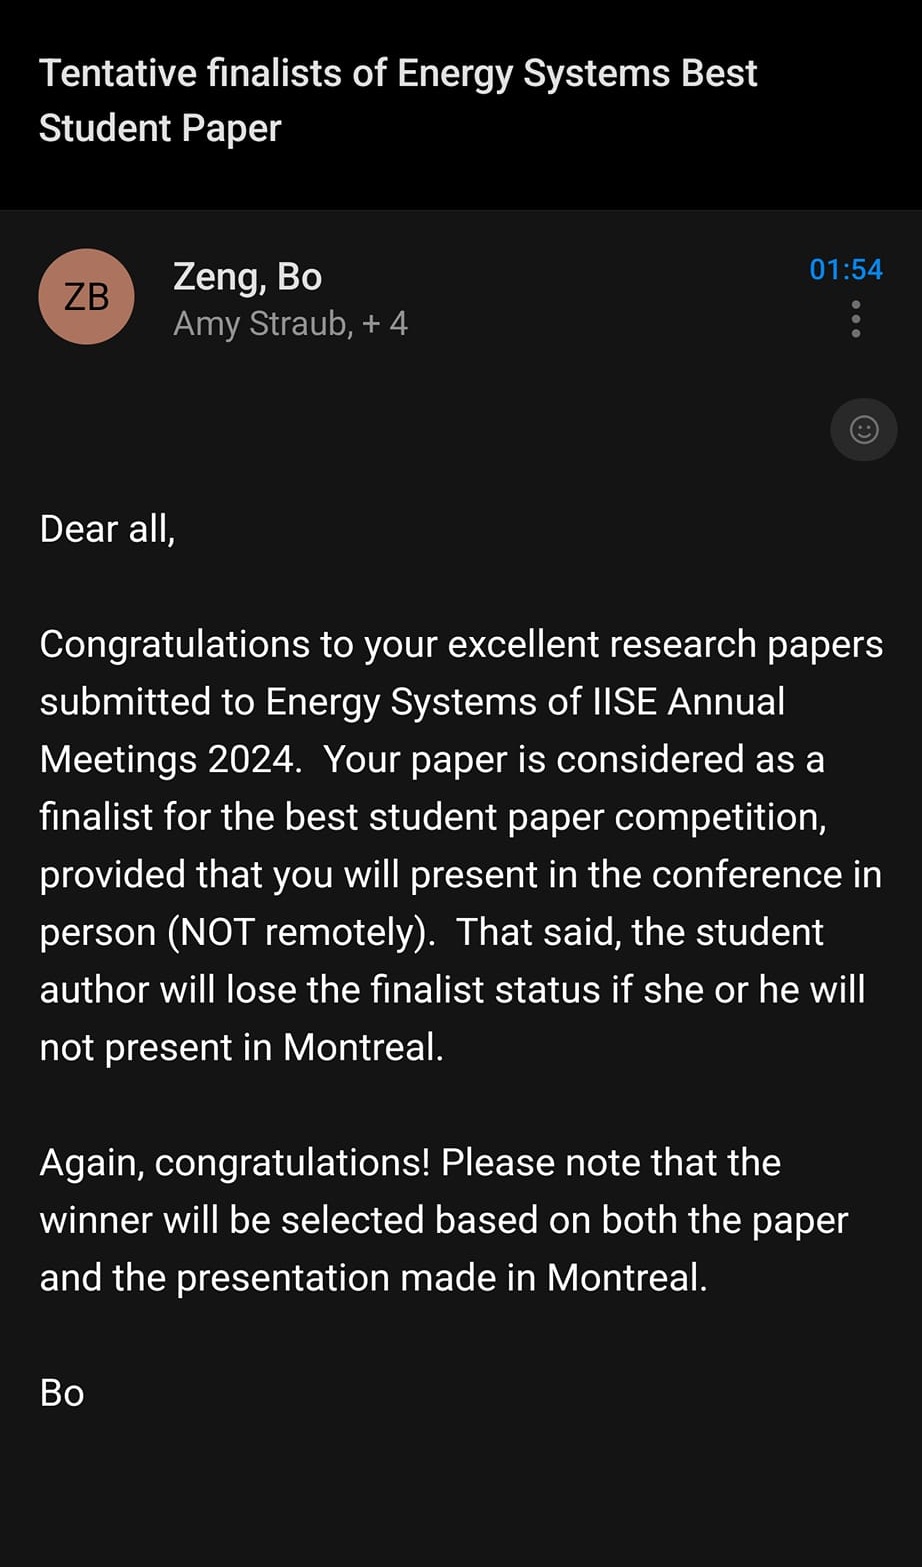 Tentative finalists of Energy Systems Best
Student Paper
ZB
Zeng, Bo
01:54
Amy Straub, + 4
Dear all,
Congratulations to your excellent research papers
submitted to Energy Systems of IISE Annual
Meetings 2024.  Your paper is considered as a
finalist for the best student paper competition,
provided that you will present in the conference in
person (NOT remotely).  That said, the student
author will lose the finalist status if she or he will
not present in Montreal.
Again, congratulations! Please note that the
winner will be selected based on both the paper
and the presentation made in Montreal.
Bo